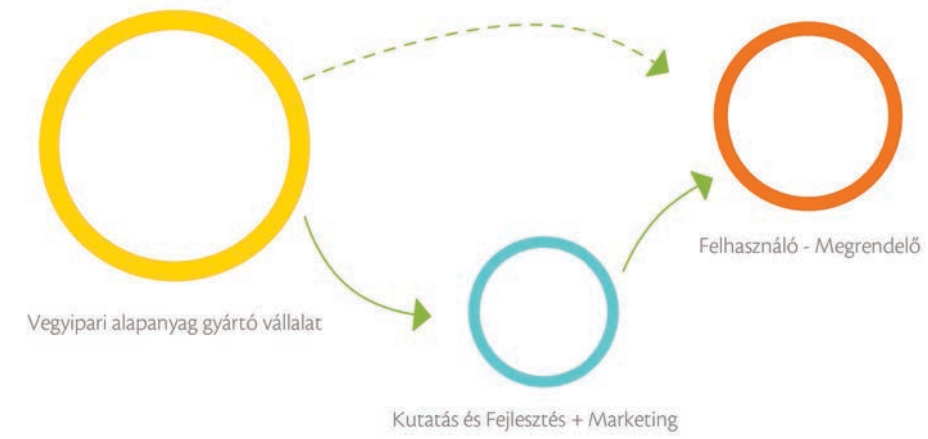 Felhasználó - Megrendelő
Vegyipari alapanyag gyártó vállalat
Kutatás és Fejlesztés + Marketing